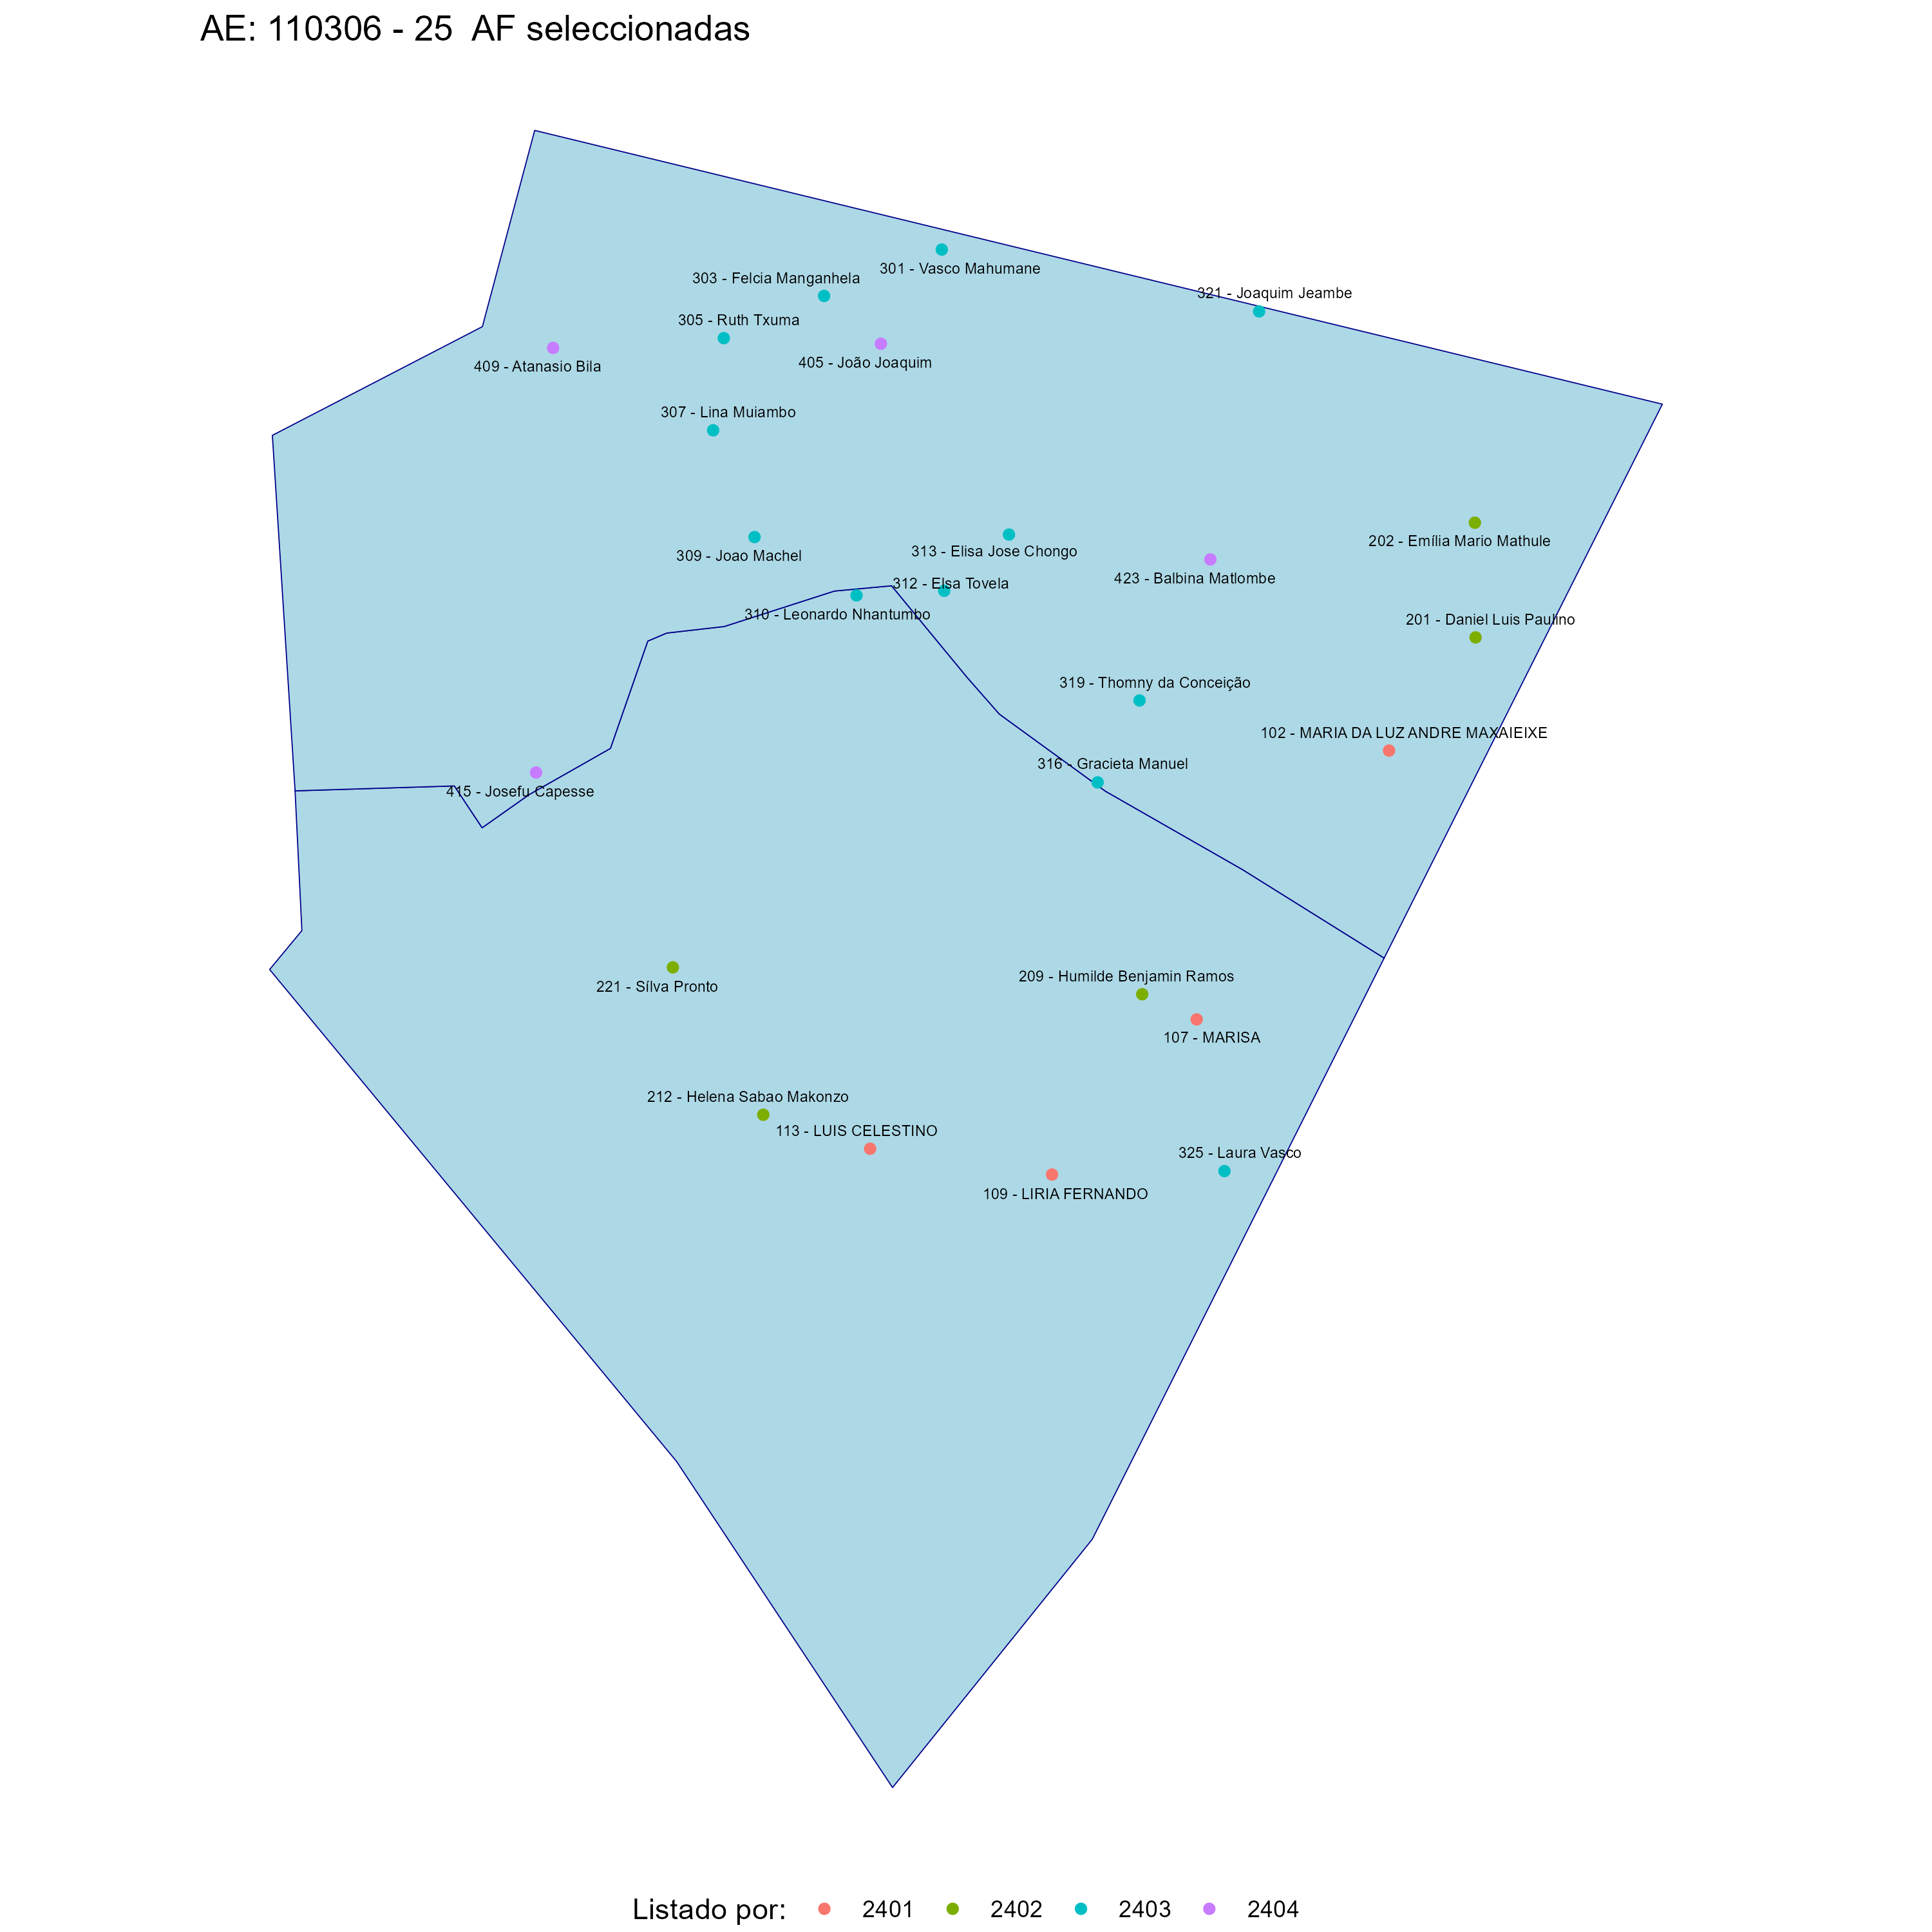 AE: 110306 - 25  AF seleccionadas
301 - Vasco Mahumane
303 - Felcia Manganhela
321 - Joaquim Jeambe
305 - Ruth Txuma
405 - João Joaquim
409 - Atanasio Bila
307 - Lina Muiambo
202 - Emília Mario Mathule
313 - Elisa Jose Chongo
309 - Joao Machel
423 - Balbina Matlombe
312 - Elsa Tovela
310 - Leonardo Nhantumbo
201 - Daniel Luis Paulino
319 - Thomny da Conceição
102 - MARIA DA LUZ ANDRE MAXAIEIXE
316 - Gracieta Manuel
415 - Josefu Capesse
209 - Humilde Benjamin Ramos
221 - Sílva Pronto
107 - MARISA
212 - Helena Sabao Makonzo
113 - LUIS CELESTINO
325 - Laura Vasco
109 - LIRIA FERNANDO
Listado por: 2401 2402 2403 2404